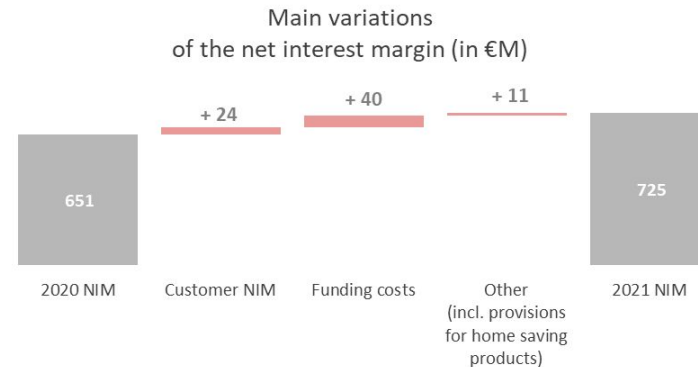 Main variations
of the net interest margin (in €M)
+ 24
+ 40
+ 11
651
725
2020 NIM
Customer NIM
Funding costs
Other
(incl. provisions
for home saving
products)
2021 NIM